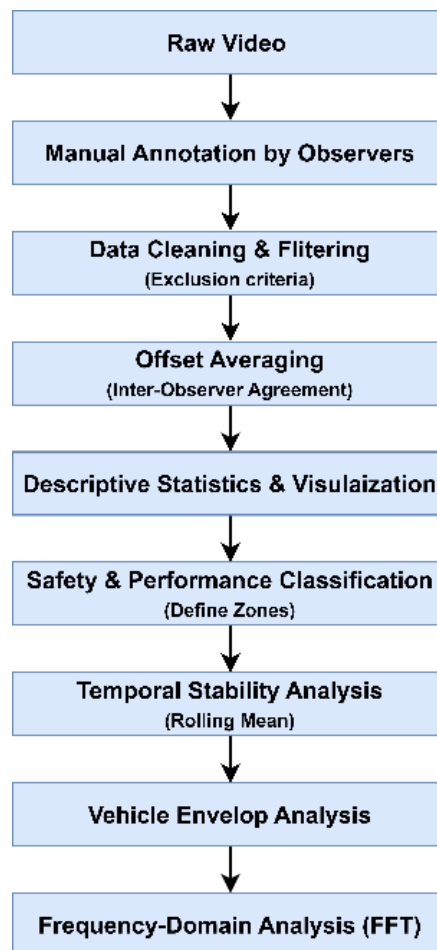 Raw Video
Manual Annotation by Observers
Data Cleaning & Flitering
(Exclusion criteria)
Offset Averaging
(Inter-Observer Agreement)
Descriptive Statistics & Visulaization
Safety & Performance Classification
(Define Zones)
Temporal Stability Analysis
(Rolling Mean)
Vehicle Envelop Analysis
Frequency-Domain Analysis (FFT)